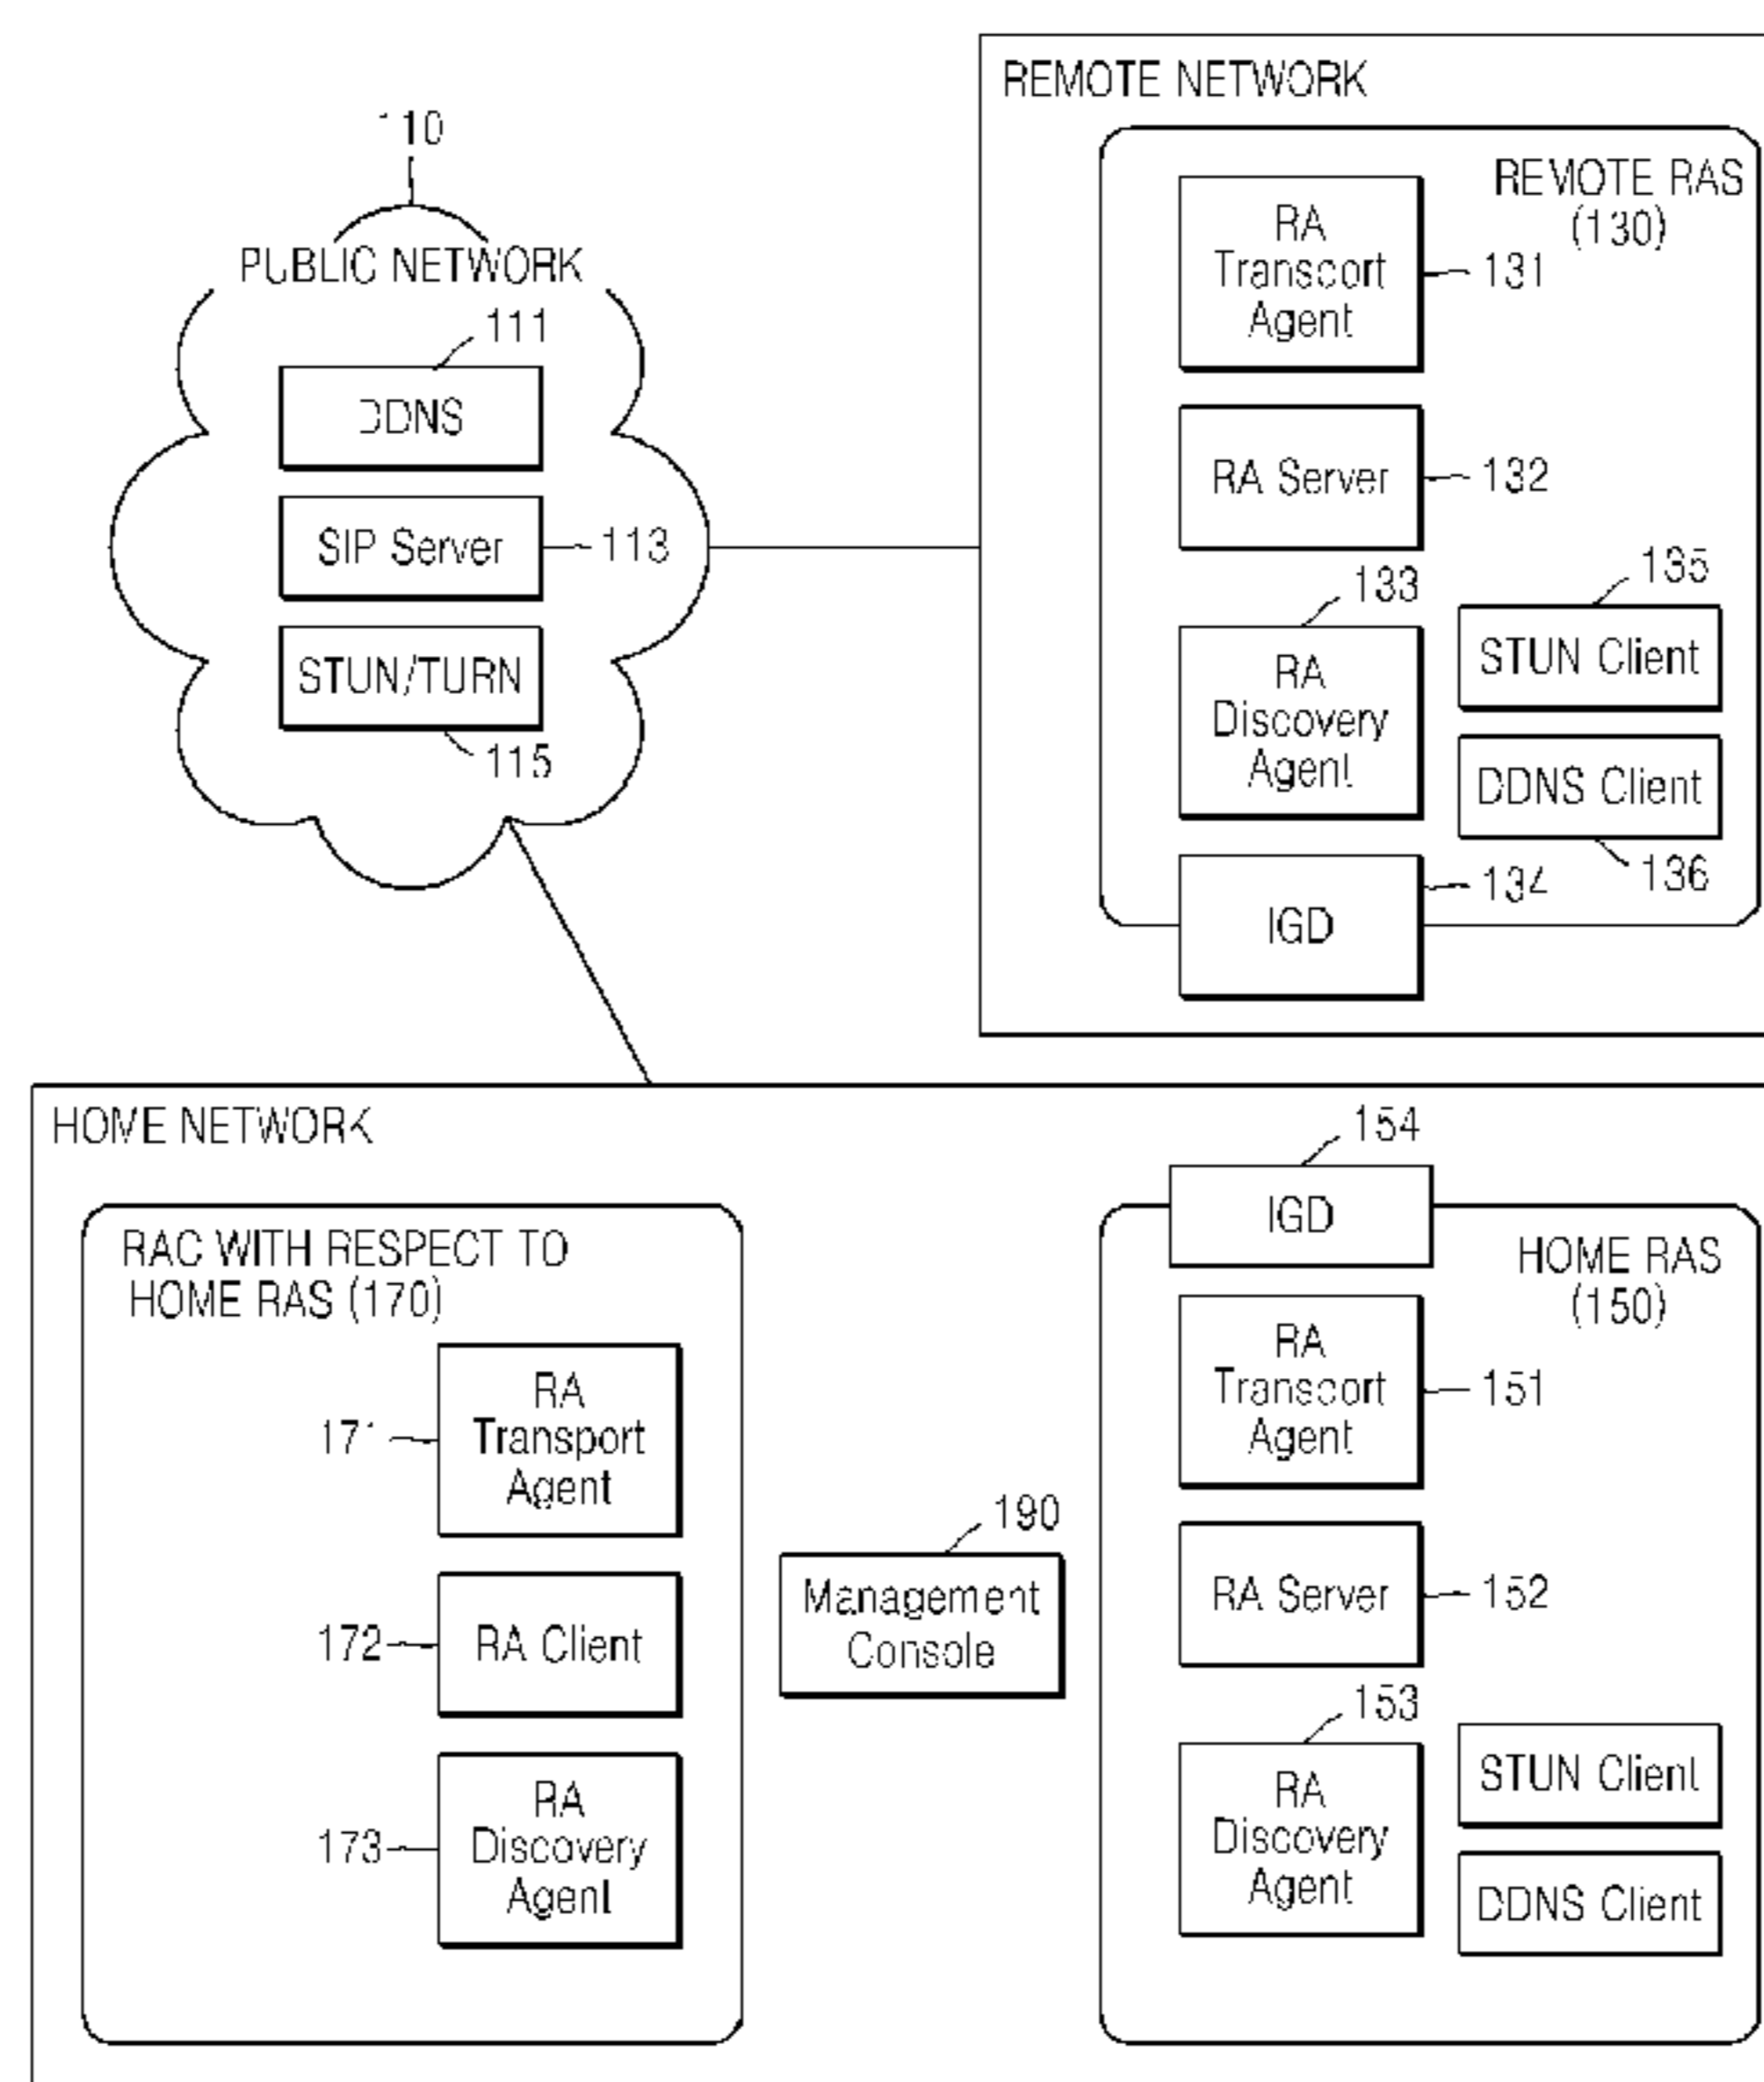 110
PUBLIC NETWORK
111
DDNS
SIP Server
113
STUN/TURN
115
REMOTE NETWORK
REMOTE RAS
(130)
RA
Transport
Agent
131
RA Server
132
133
RA
Discovery
Agent
135
STUN Client
DDNS Client
136
134
IGD
HOME NETWORK
RAC WITH RESPECT TO
HOME RAS (170)
171
RA
Transport
Agent
172
RA Client
173
RA
Discovery
Agent
190
Management
Console
154
IGD
HOME RAS
(150)
RA
Transport
Agent
151
RA Server
152
153
RA
Discovery
Agent
STUN Client
DDNS Client